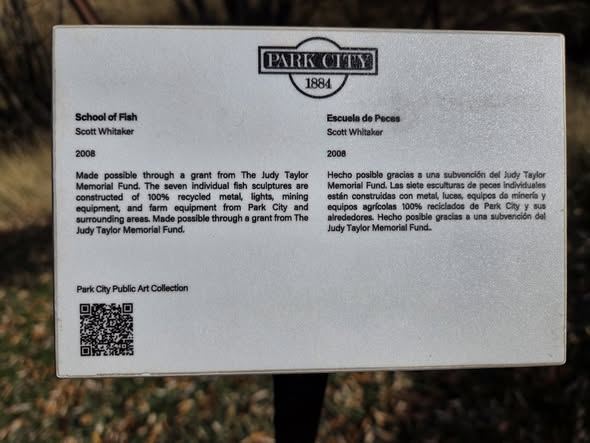 PARK CITY
1884
School of Fish
Scott Whitaker
2008
Made possible through a grant from The Judy Taylor
Memorial Fund. The seven individual fish sculptures are
constructed of 100% recycled metal, lights, mining
equipment, and farm equipment from Park City and
surrounding areas. Made possible through a grant from The
Judy Taylor Memorial Fund.
Escuela de Peces
Scott Whitaker
2008
Hecho posible gracias a una subvención del Judy Taylor
Memorial Fund. Las siete esculturas de peces individuales
están construidas con metal, luces, equipos de minería y
equipos agrícolas 100% reciclados de Park City y sus
alrededores. Hecho posible gracias a una subvención del
Judy Taylor Memorial Fund..
Park City Public Art Collection